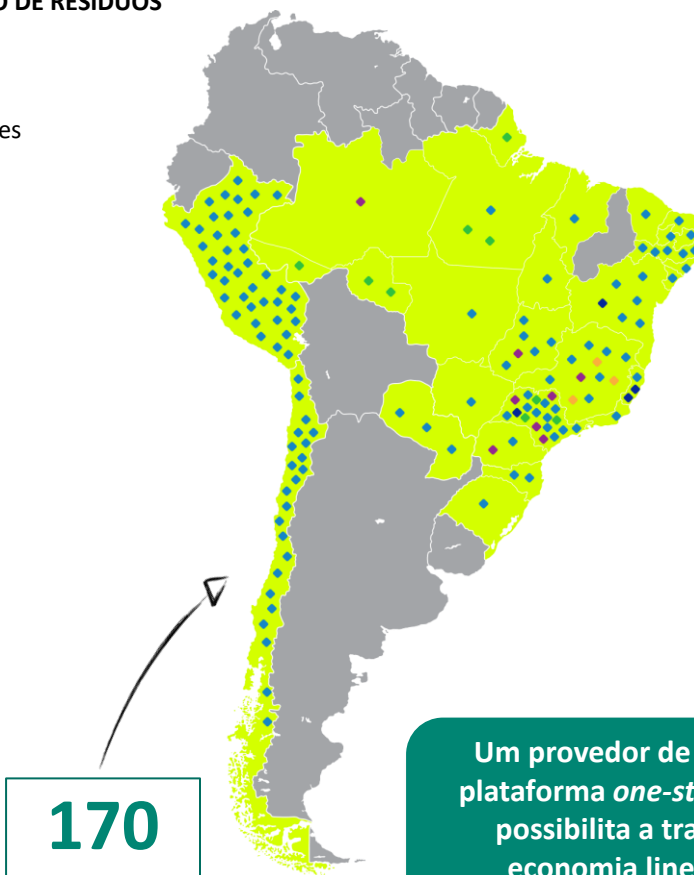 O DE RESÍDUOS
es
170
Um provedor de
plataforma one-st
possibilita a tra
economia line